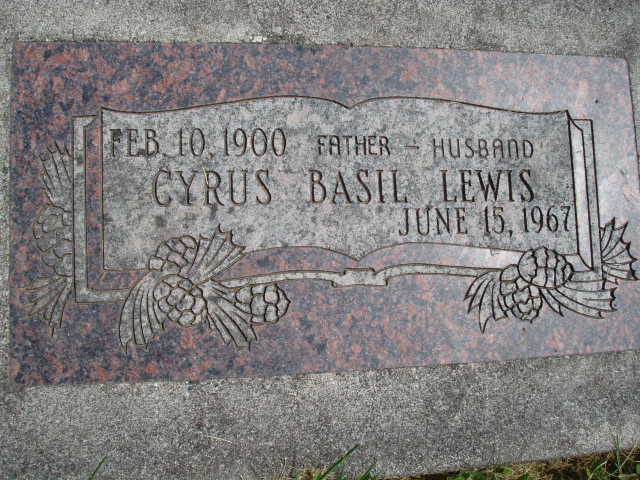 FEB. 10, 1900 FATHER – HUSBAND
CYRUS BASIL LEWIS
JUNE 15, 1967